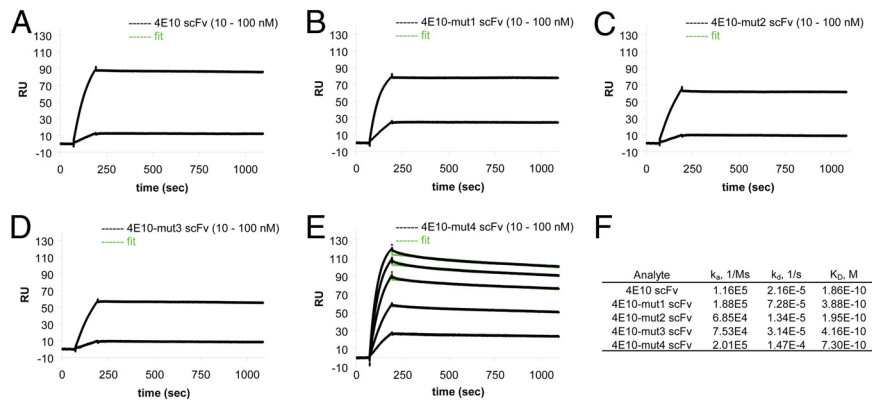 A
4E10 scFv (10 - 100 nM)
fit
130
110
90
70
50
30
10
-10
RU
0 250 500 750 1000
time (sec)
B
4E10-mut1 scFv (10 - 100 nM)
fit
130
110
90
70
50
30
10
-10
RU
0 250 500 750 1000
time (sec)
C
4E10-mut2 scFv (10 - 100 nM)
fit
130
110
90
70
50
30
10
-10
RU
0 250 500 750 1000
time (sec)
D
4E10-mut3 scFv (10 - 100 nM)
fit
130
110
90
70
50
30
10
-10
RU
0 250 500 750 1000
time (sec)
E
4E10-mut4 scFv (10 - 100 nM)
fit
130
110
90
70
50
30
10
-10
RU
0 250 500 750 1000
time (sec)
F
Analyte kₐ, 1/Ms k_d, 1/s K_D, M
4E10 scFv 1.16E5 2.16E-5 1.86E-10
4E10-mut1 scFv 1.88E5 7.28E-5 3.88E-10
4E10-mut2 scFv 6.85E4 1.34E-5 1.95E-10
4E10-mut3 scFv 7.53E4 3.14E-5 4.16E-10
4E10-mut4 scFv 2.01E5 1.47E-4 7.30E-10